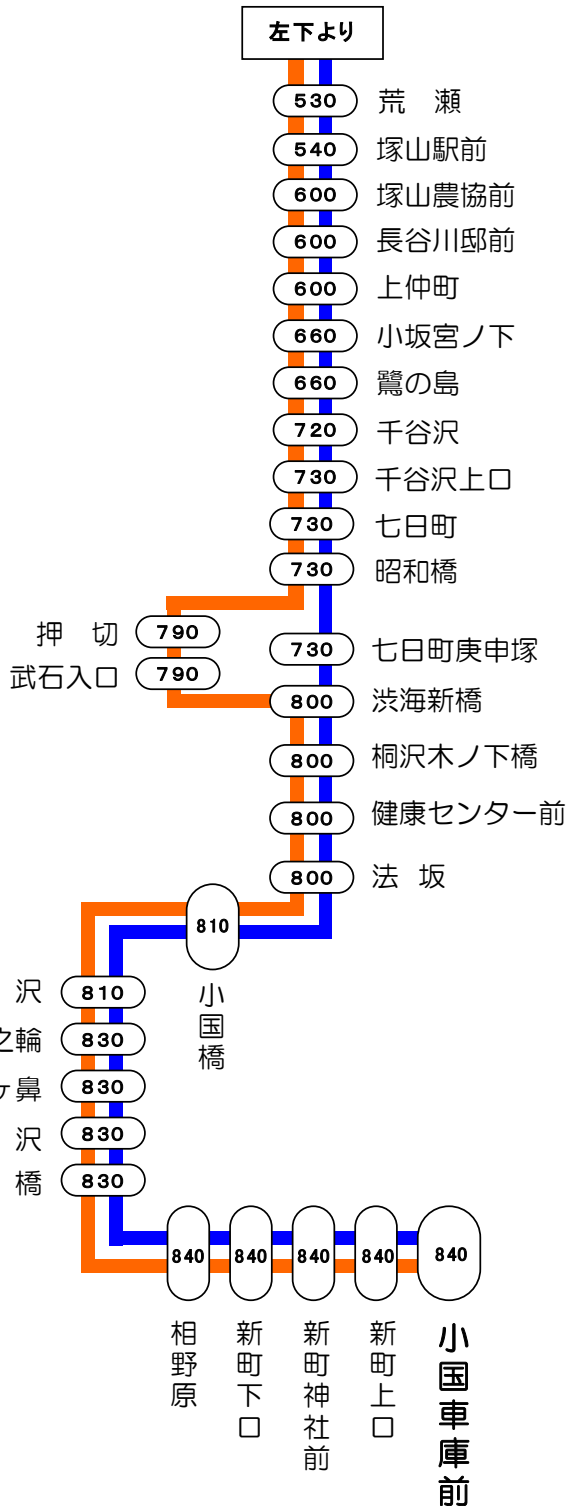 左下より
530 荒 瀬
540 塚山駅前
600 塚山農協前
600 長谷川邸前
600 上仲町
660 小坂宮ノ下
660 鷺の島
720 千谷沢
730 千谷沢上口
730 七日町
730 昭和橋
押 切 790
武石入口 790
730 七日町庚申塚
800 渋海新橋
800 桐沢木ノ下橋
800 健康センター前
800 法 坂
810
小国橋
沢 810
之輪 830
ヶ鼻 830
沢 830
橋 830
840 840 840 840 840
相野原
新町下口
新町神社前
新町上口
小国車庫前